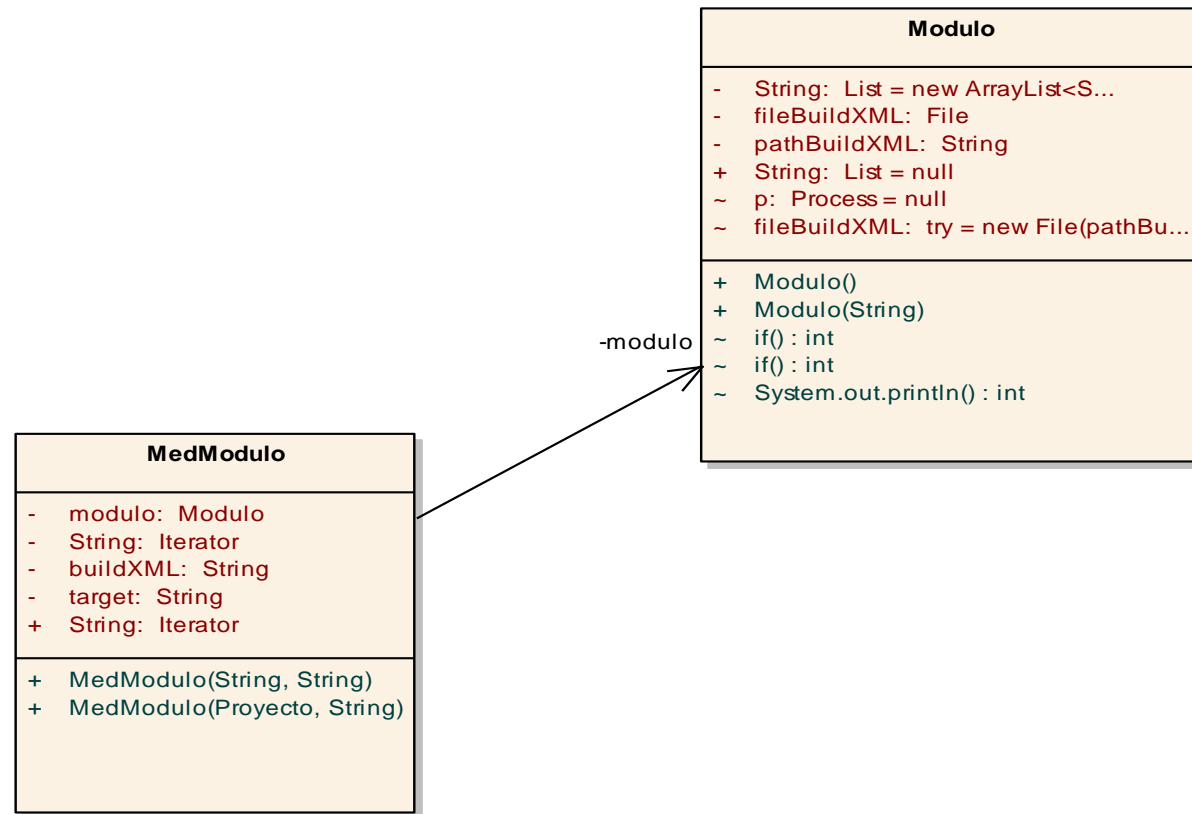 Modulo
- String: List = new ArrayList<S...
- fileBuildXML: File
- pathBuildXML: String
+ String: List = null
~ p: Process = null
~ fileBuildXML: try = new File(pathBu...
+ Modulo()
+ Modulo(String)
~ if() : int
~ if() : int
~ System.out.println() : int
-modulo
MedModulo
- modulo: Modulo
- String: Iterator
- buildXML: String
- target: String
+ String: Iterator
+ MedModulo(String, String)
+ MedModulo(Proyecto, String)